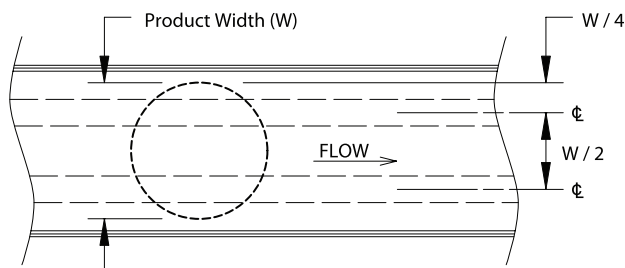 Product Width (W)
W / 4
℄
FLOW
W / 2
℄